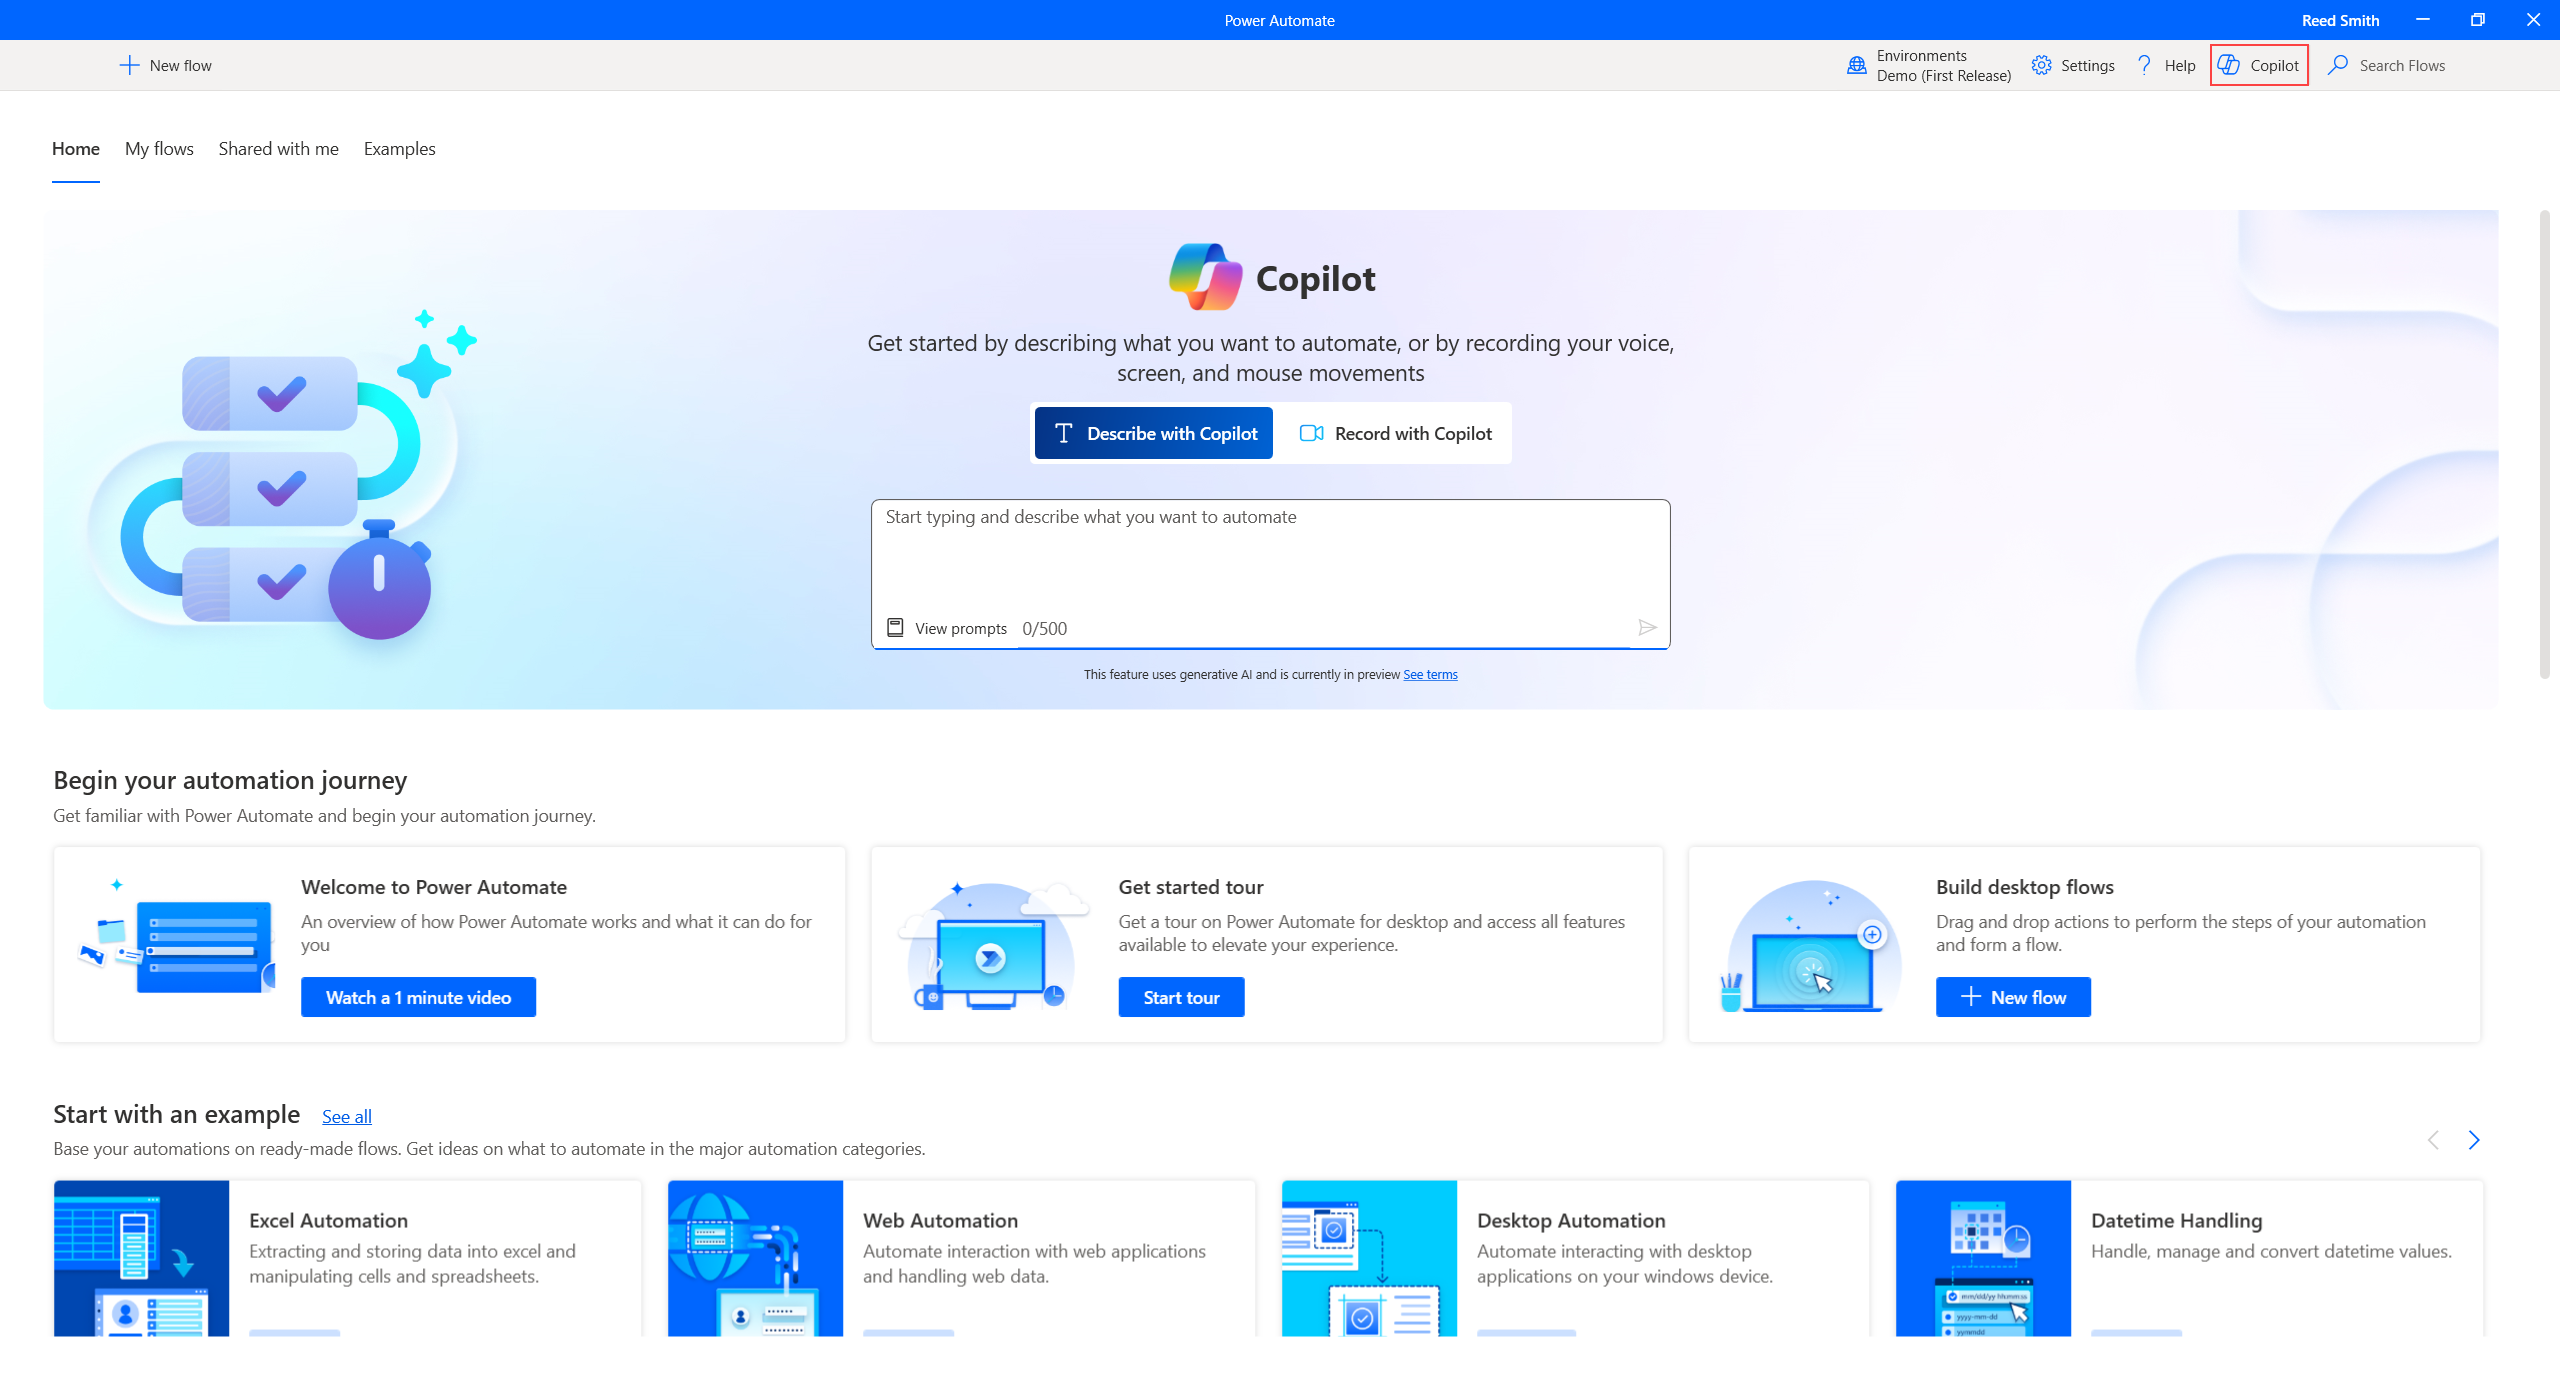 Power Automate
Reed Smith
New flow
Environments
Demo (First Release)
Settings
Help
Copilot
Search Flows
Home
My flows
Shared with me
Examples
Copilot
Get started by describing what you want to automate, or by recording your voice,
screen, and mouse movements
Describe with Copilot
Record with Copilot
Start typing and describe what you want to automate
View prompts
0/500
This feature uses generative AI and is currently in preview See terms
Begin your automation journey
Get familiar with Power Automate and begin your automation journey.
Welcome to Power Automate
An overview of how Power Automate works and what it can do for
you
Watch a 1 minute video
Get started tour
Get a tour on Power Automate for desktop and access all features
available to elevate your experience.
Start tour
Build desktop flows
Drag and drop actions to perform the steps of your automation
and form a flow.
New flow
Start with an example
See all
Base your automations on ready-made flows. Get ideas on what to automate in the major automation categories.
Excel Automation
Extracting and storing data into excel and
manipulating cells and spreadsheets.
Web Automation
Automate interaction with web applications
and handling web data.
Desktop Automation
Automate interacting with desktop
applications on your windows device.
Datetime Handling
Handle, manage and convert datetime values.
mm/dd/yy hh:mm:ss
yyyy-mm-dd
yymmdd